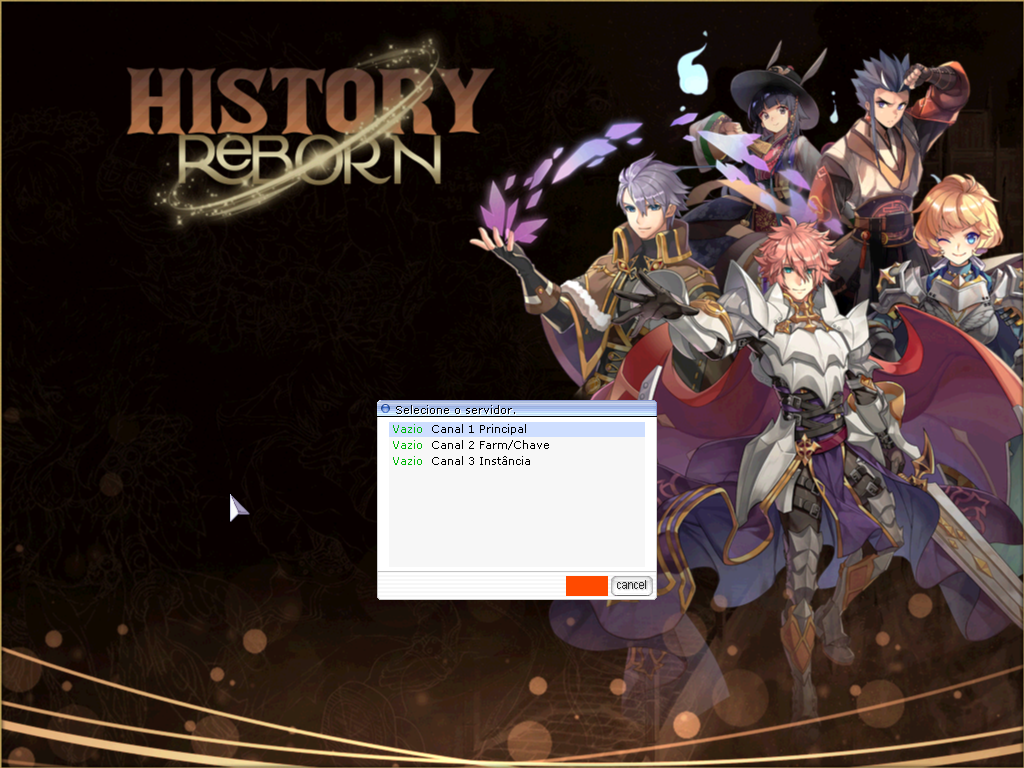 HISTORY
ReBORN
Selecione o servidor.
Vazio Canal 1 Principal
Vazio Canal 2 Farm/Chave
Vazio Canal 3 Instância
cancel